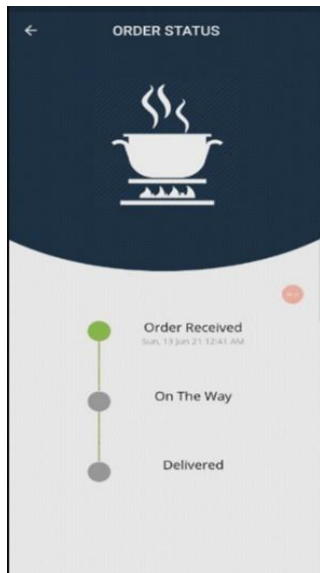 ORDER STATUS
Order Received
Sun, 13 Jun 21 12:41 AM
On The Way
Delivered